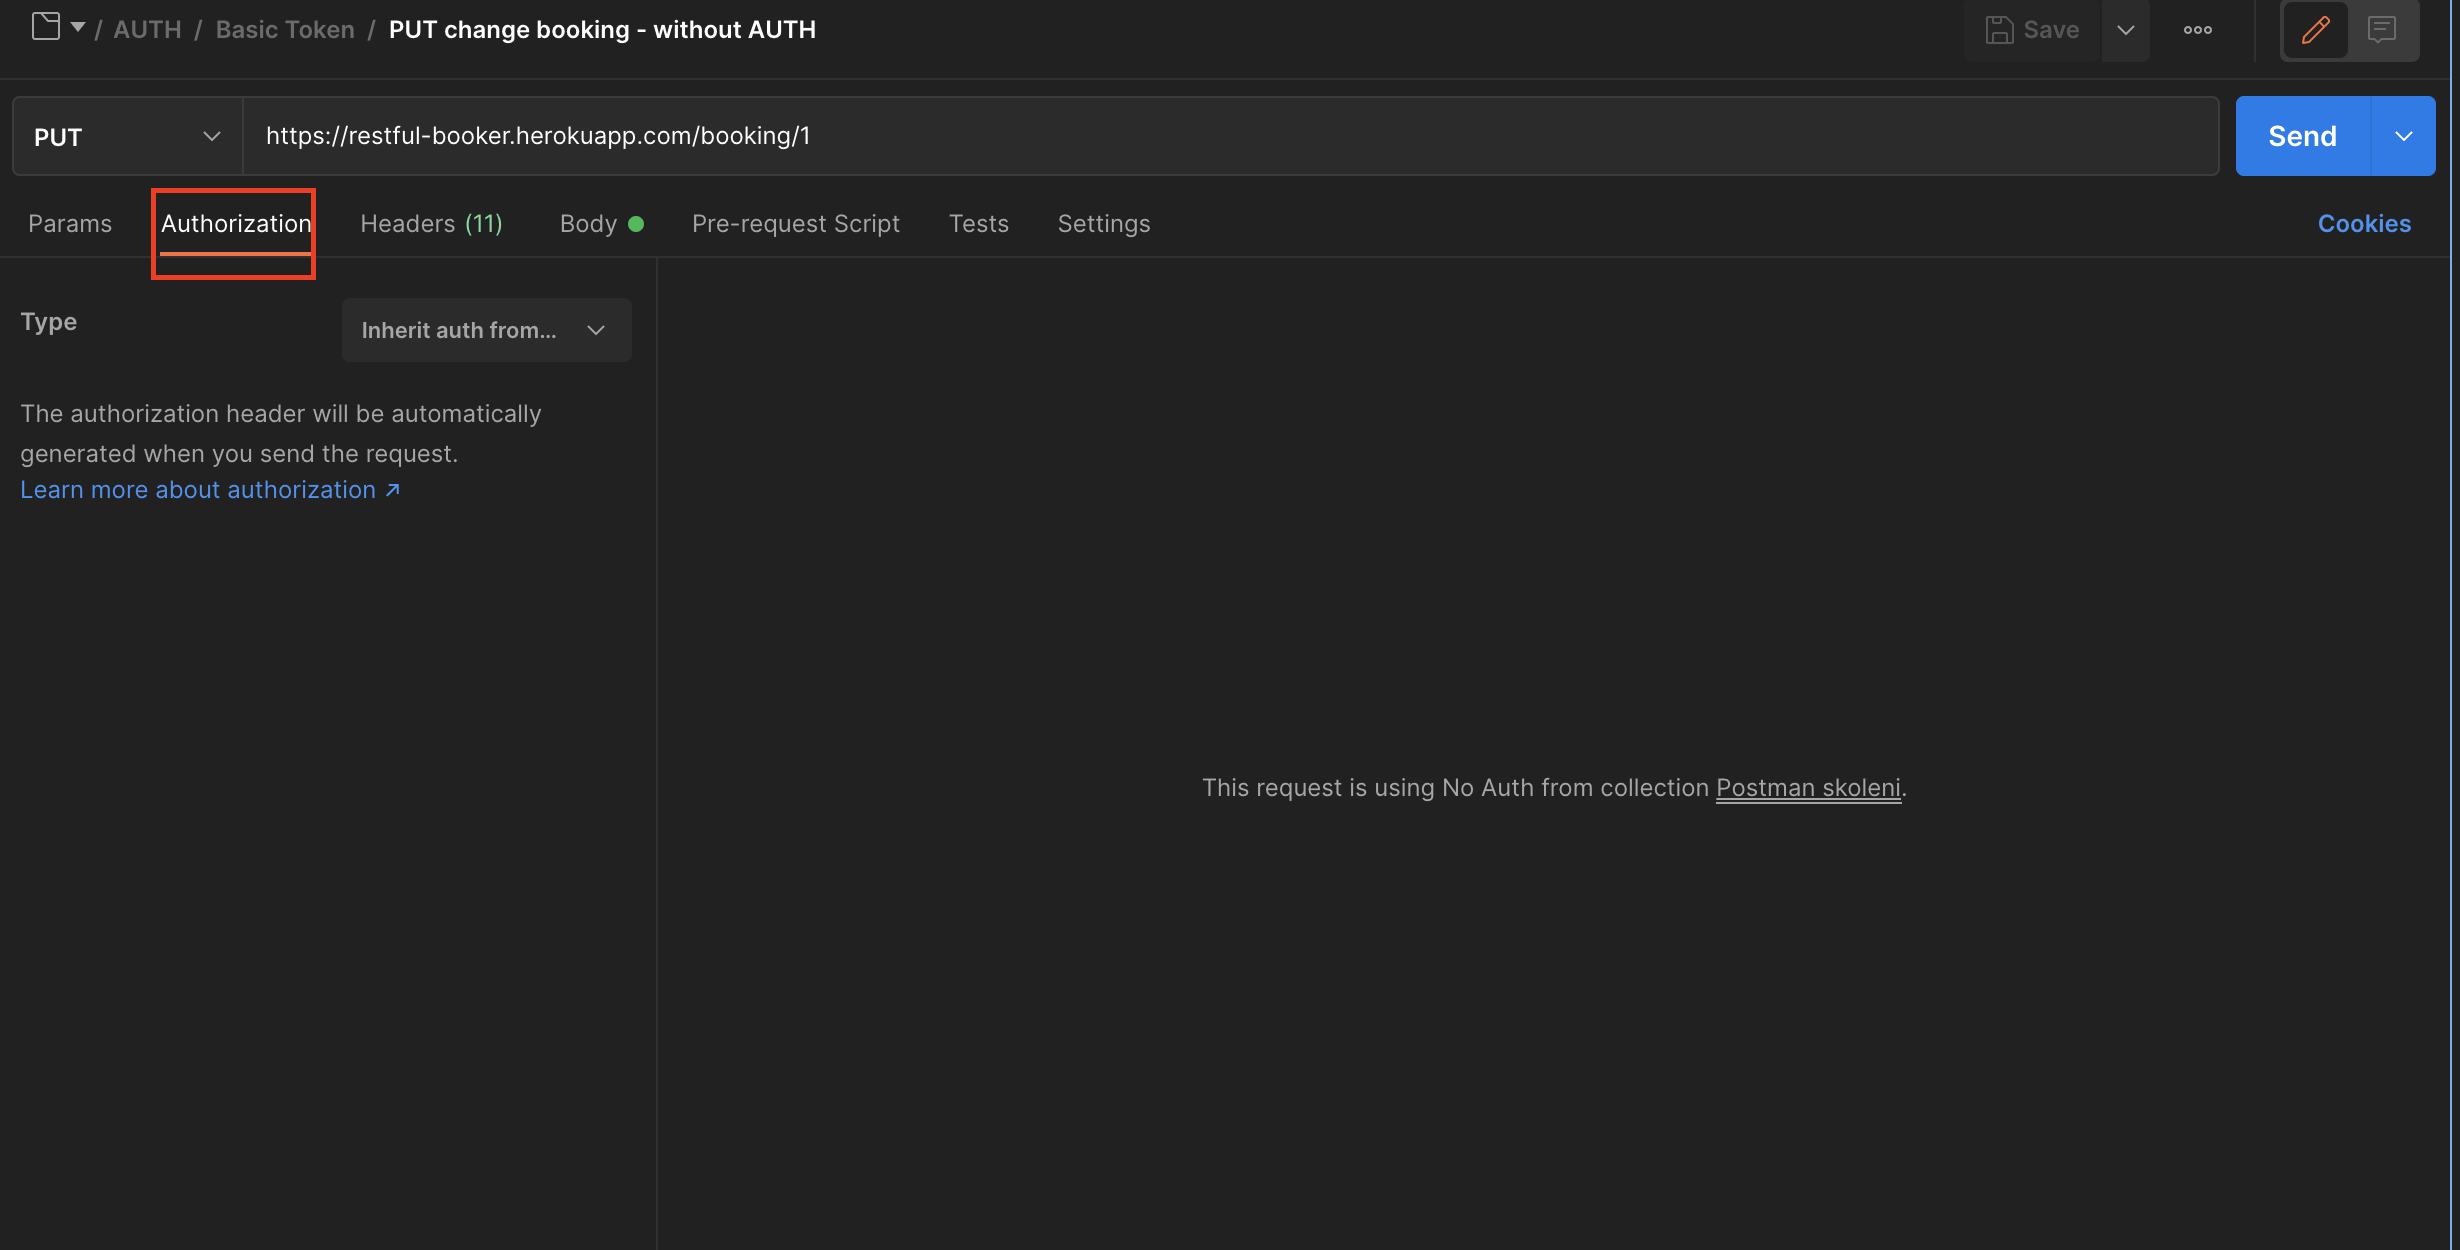 / AUTH / Basic Token / PUT change booking - without AUTH
Save
PUT
https://restful-booker.herokuapp.com/booking/1
Send
Params
Authorization
Headers (11)
Body
Pre-request Script
Tests
Settings
Cookies
Type
Inherit auth from...
The authorization header will be automatically
generated when you send the request.
Learn more about authorization ↗
This request is using No Auth from collection Postman skoleni.